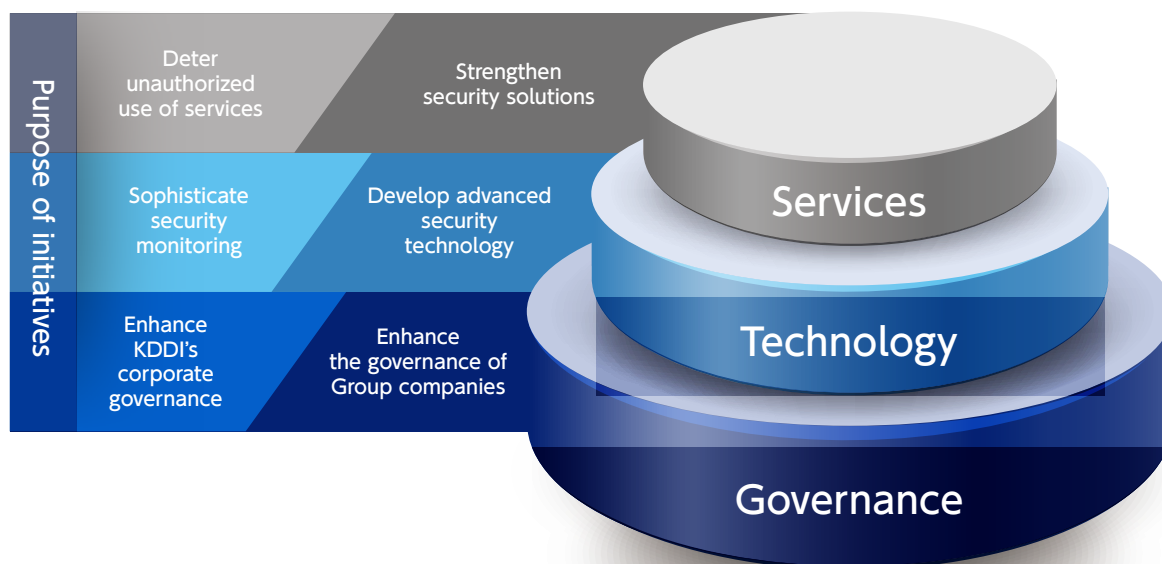 Purpose of initiatives
Deter
unauthorized
use of services
Strengthen
security solutions
Services
Sophisticate
security
monitoring
Develop advanced
security
technology
Technology
Enhance
KDDI's
corporate
governance
Enhance
the governance of
Group companies
Governance